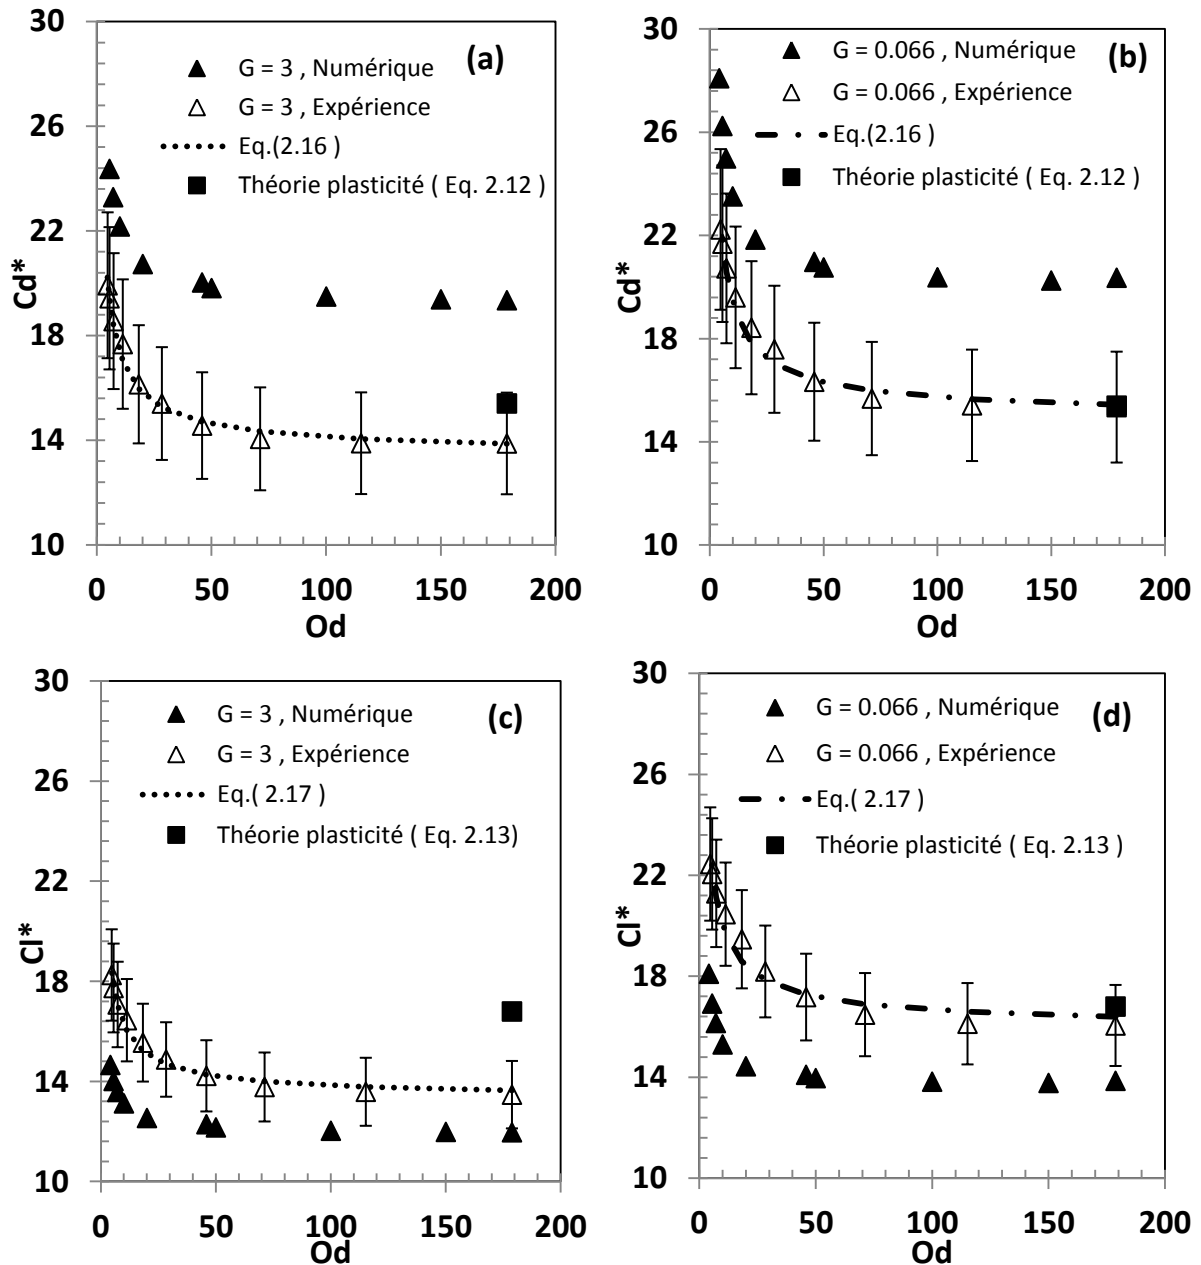 (a)
G = 3 , Numérique
G = 3 , Expérience
Eq.(2.16 )
Théorie plasticité ( Eq. 2.12 )
30
26
22
18
14
10
Cd*
0 50 100 150 200
Od
(b)
G = 0.066 , Numérique
G = 0.066 , Expérience
Eq.(2.16 )
Théorie plasticité ( Eq. 2.12 )
30
26
22
18
14
10
Cd*
0 50 100 150 200
Od
(c)
G = 3 , Numérique
G = 3 , Expérience
Eq.( 2.17 )
Théorie plasticité ( Eq. 2.13)
30
26
22
18
14
10
Cl*
0 50 100 150 200
Od
(d)
G = 0.066 , Numérique
G = 0.066 , Expérience
Eq.( 2.17 )
Théorie plasticité ( Eq. 2.13 )
30
26
22
18
14
10
Cl*
0 50 100 150 200
Od